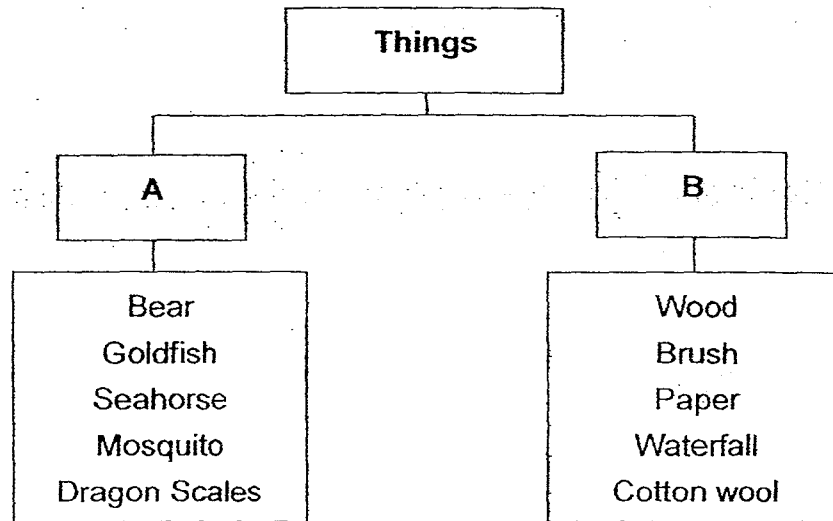 Things
A
B
Bear
Goldfish
Seahorse
Mosquito
Dragon Scales
Wood
Brush
Paper
Waterfall
Cotton wool